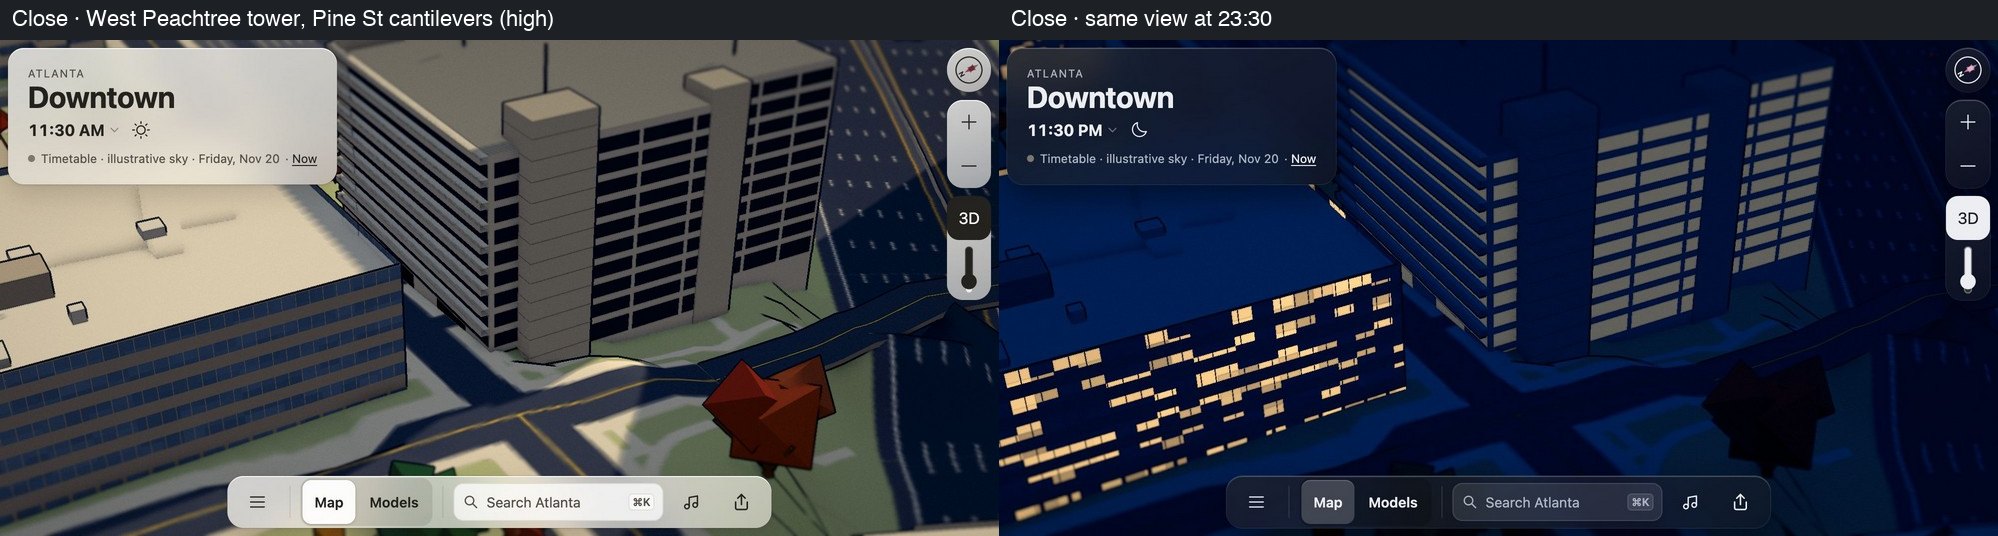 Close · West Peachtree tower, Pine St cantilevers (high)
ATLANTA
Downtown
11:30 AM
Timetable · illustrative sky · Friday, Nov 20 · Now
N
+
−
3D
Map Models Search Atlanta ⌘K
Close · same view at 23:30
ATLANTA
Downtown
11:30 PM
Timetable · illustrative sky · Friday, Nov 20 · Now
N
+
−
3D
Map Models Search Atlanta ⌘K